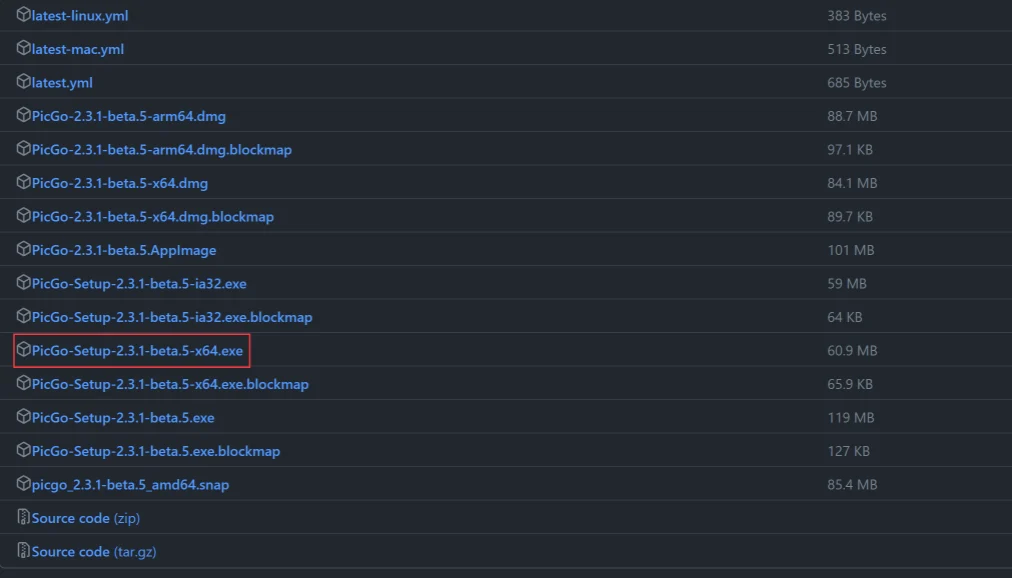 latest-linux.yml 383 Bytes
latest-mac.yml 513 Bytes
latest.yml 685 Bytes
PicGo-2.3.1-beta.5-arm64.dmg 88.7 MB
PicGo-2.3.1-beta.5-arm64.dmg.blockmap 97.1 KB
PicGo-2.3.1-beta.5-x64.dmg 84.1 MB
PicGo-2.3.1-beta.5-x64.dmg.blockmap 89.7 KB
PicGo-2.3.1-beta.5.AppImage 101 MB
PicGo-Setup-2.3.1-beta.5-ia32.exe 59 MB
PicGo-Setup-2.3.1-beta.5-ia32.exe.blockmap 64 KB
PicGo-Setup-2.3.1-beta.5-x64.exe 60.9 MB
PicGo-Setup-2.3.1-beta.5-x64.exe.blockmap 65.9 KB
PicGo-Setup-2.3.1-beta.5.exe 119 MB
PicGo-Setup-2.3.1-beta.5.exe.blockmap 127 KB
picgo_2.3.1-beta.5_amd64.snap 85.4 MB
Source code (zip)
Source code (tar.gz)